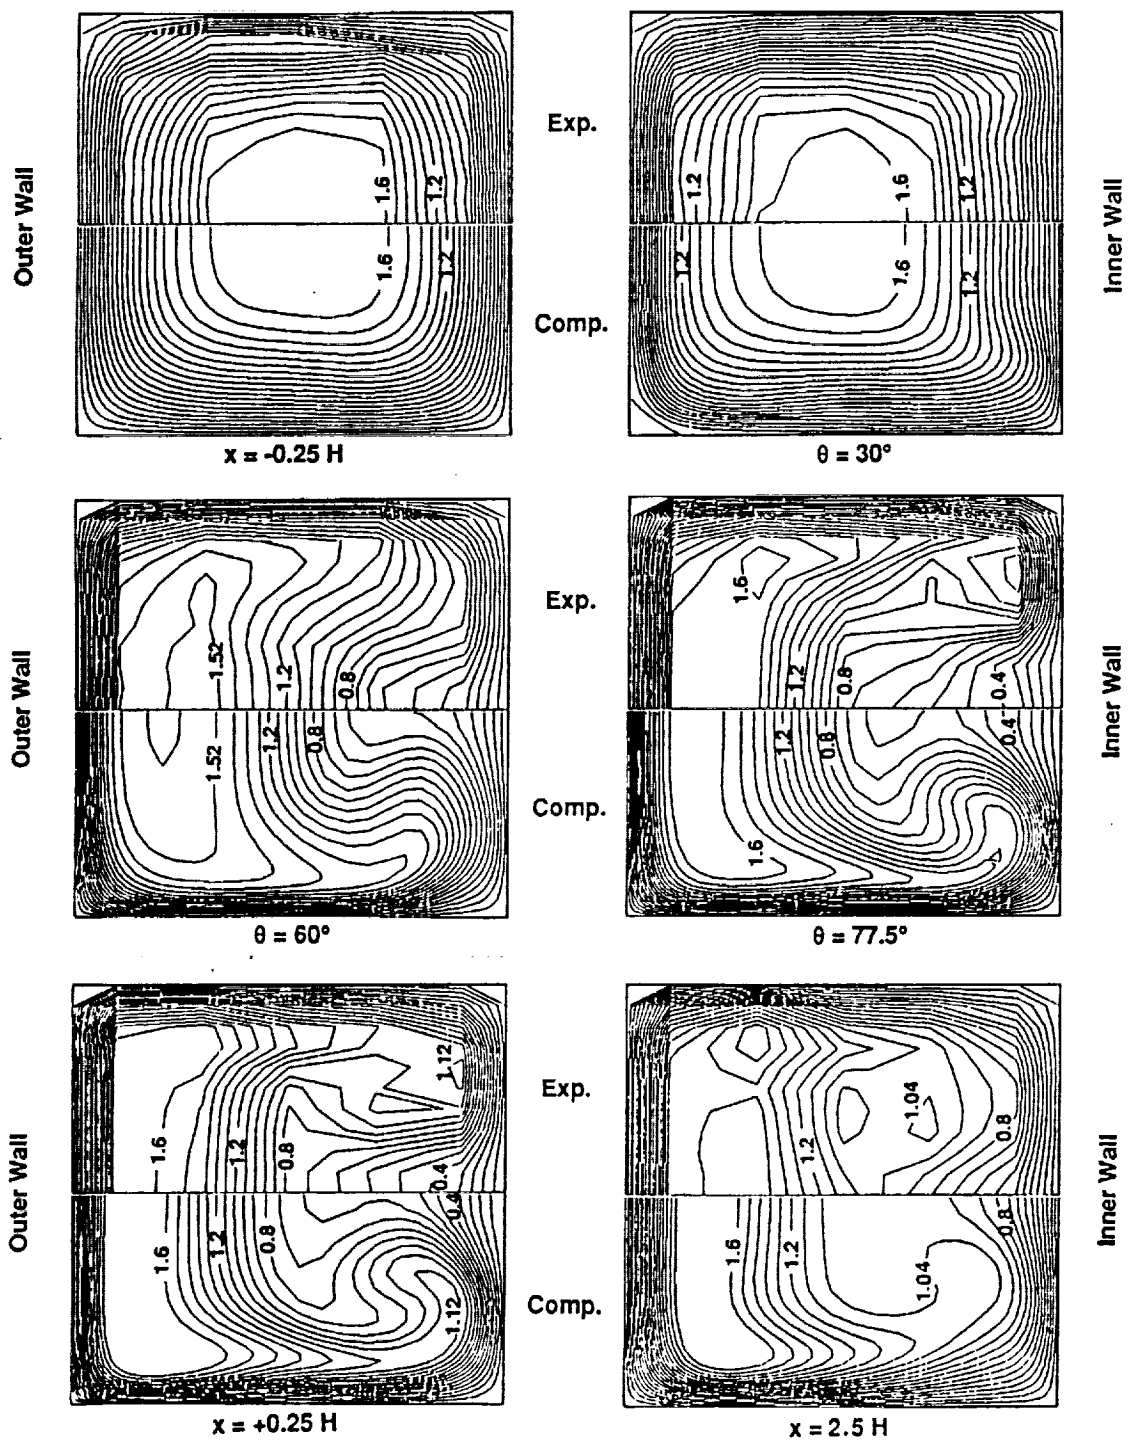 Outer Wall
Exp.
Comp.
Inner Wall
1.6
1.2
1.6
1.2
1.2
1.6
1.2
1.2
1.6
1.2
x = -0.25 H
θ = 30°
Outer Wall
Exp.
Comp.
Inner Wall
1.52
1.2
0.8
1.52
1.2
0.8
1.6
1.2
0.8
0.4
1.2
0.8
0.4
1.6
θ = 60°
θ = 77.5°
Outer Wall
Exp.
Comp.
Inner Wall
1.12
1.6
1.2
0.8
0.4
1.6
1.2
0.8
0.4
1.12
1.04
1.2
0.8
1.6
1.2
0.8
1.04
x = +0.25 H
x = 2.5 H